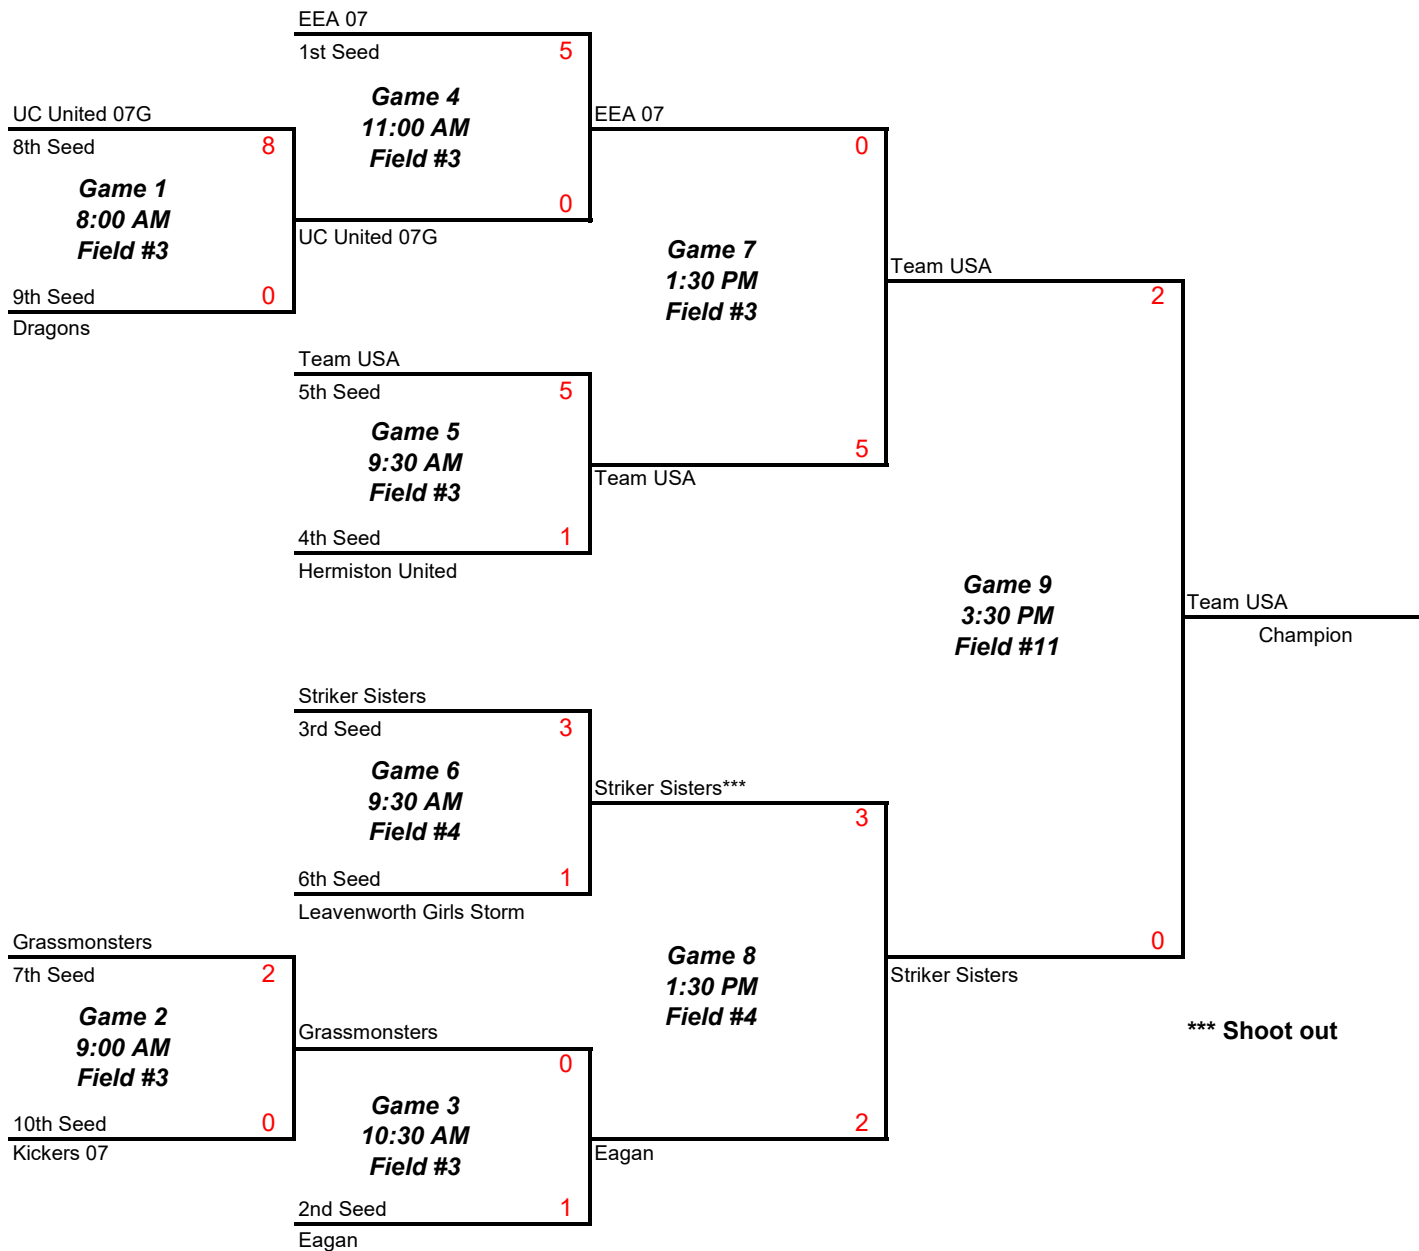 EEA 07
1st Seed 5
Game 4
11:00 AM
Field #3
0
UC United 07G
UC United 07G
8th Seed 8
Game 1
8:00 AM
Field #3
9th Seed 0
Dragons
EEA 07
0
Game 7
1:30 PM
Field #3
5
Team USA
Team USA
5th Seed 5
Game 5
9:30 AM
Field #3
4th Seed 1
Hermiston United
Team USA
2
Game 9
3:30 PM
Field #11
0
Striker Sisters
Team USA
Champion
Striker Sisters
3rd Seed 3
Game 6
9:30 AM
Field #4
6th Seed 1
Leavenworth Girls Storm
Striker Sisters***
3
Game 8
1:30 PM
Field #4
2
Eagan
Grassmonsters
7th Seed 2
Game 2
9:00 AM
Field #3
10th Seed 0
Kickers 07
Grassmonsters
0
Game 3
10:30 AM
Field #3
2nd Seed 1
Eagan
*** Shoot out